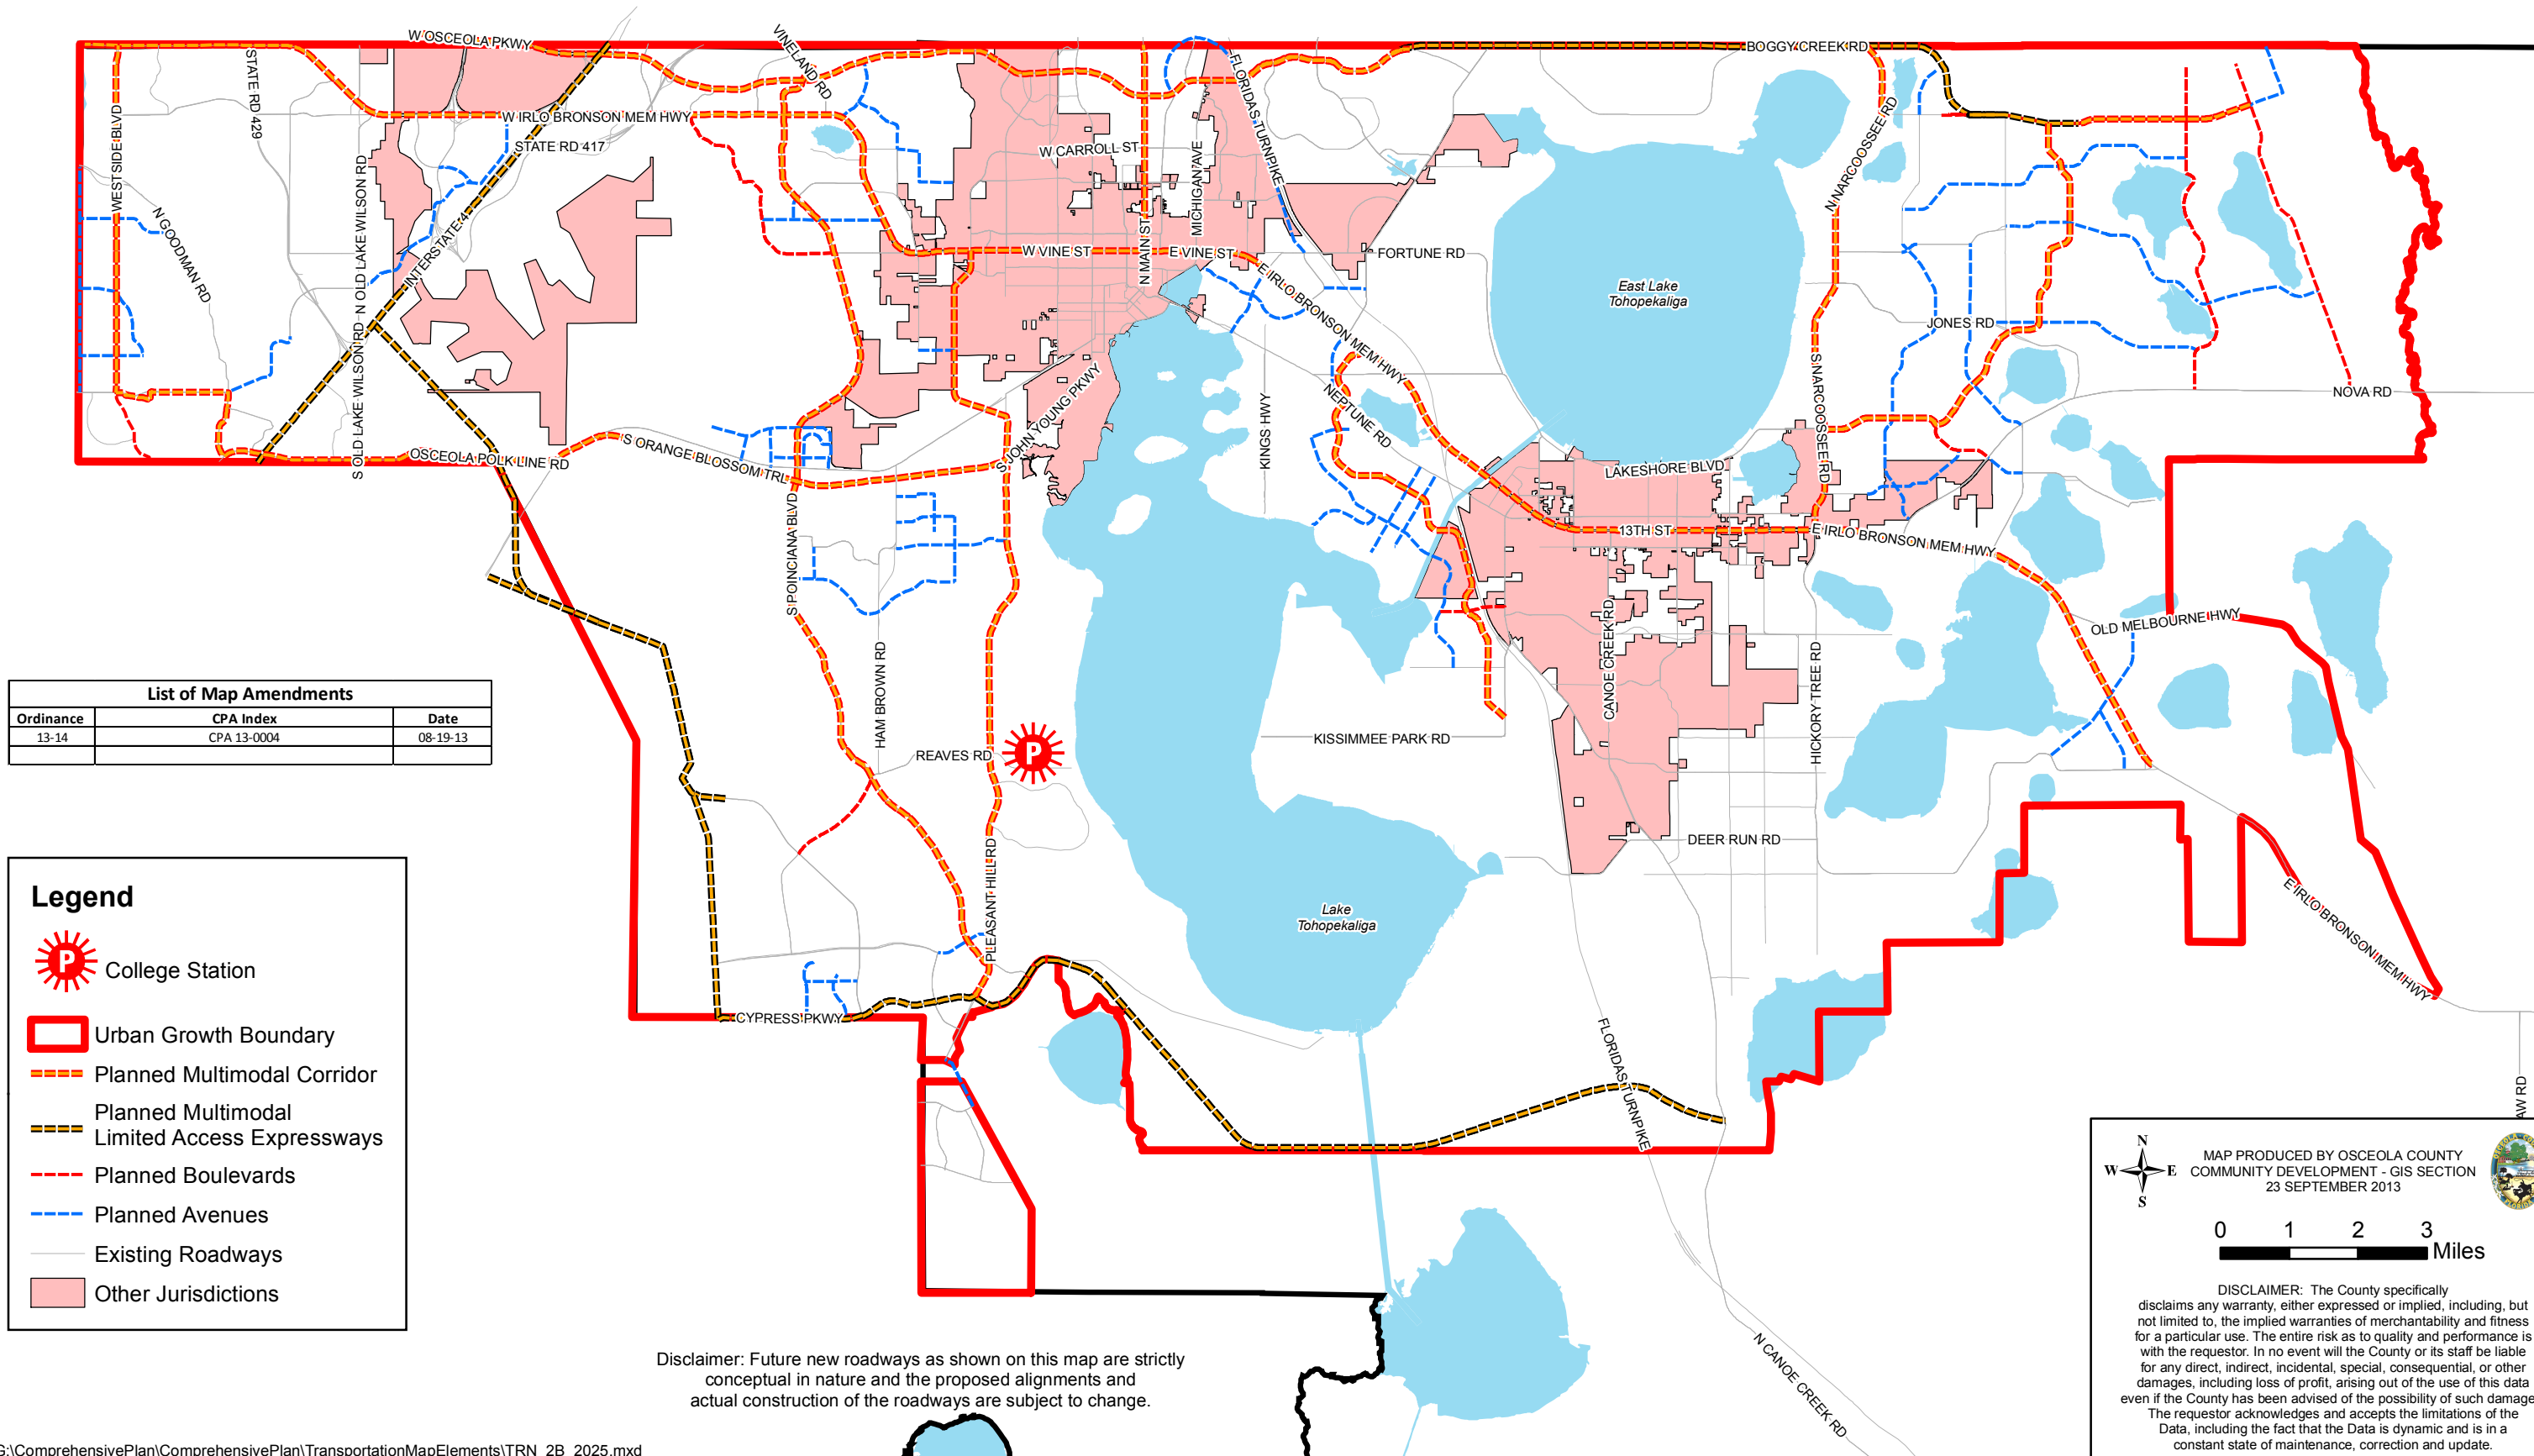 W OSCEOLA PKWY
VINELAND RD
BOGGY CREEK RD
STATE RD 429
WESTSIDE BLVD
W IRLO BRONSON MEM HWY
STATE RD 417
FLORIDAS TURNPIKE
W CARROLL ST
MICHIGAN AVE
N MAIN ST
N NARCOOSSEE RD
N OLD LAKE WILSON RD
N GOODMAN RD
INTERSTATE 4
W VINE ST
E VINE ST
FORTUNE RD
E IRLO BRONSON MEM HWY
East Lake
Tohopekaliga
JONES RD
S OLD LAKE WILSON RD
S JOHN YOUNG PKWY
KINGS HWY
NEPTUNE RD
S NARCOOSSEE RD
NOVA RD
OSCEOLA POLK LINE RD
S ORANGE BLOSSOM TRL
LAKESHORE BLVD
S POINCIANA BLVD
13TH ST
E IRLO BRONSON MEM HWY
OLD MELBOURNE HWY
HAM BROWN RD
CANOE CREEK RD
HICKORY TREE RD
REAVES RD
P
KISSIMMEE PARK RD
PLEASANT HILL RD
DEER RUN RD
Lake
Tohopekaliga
E IRLO BRONSON MEM HWY
CYPRESS PKWY
FLORIDAS TURNPIKE
N CANOE CREEK RD
AW RD
List of Map Amendments
Ordinance CPA Index Date
13-14 CPA 13-0004 08-19-13
Legend
P College Station
Urban Growth Boundary
Planned Multimodal Corridor
Planned Multimodal
Limited Access Expressways
Planned Boulevards
Planned Avenues
Existing Roadways
Other Jurisdictions
Disclaimer: Future new roadways as shown on this map are strictly
conceptual in nature and the proposed alignments and
actual construction of the roadways are subject to change.
N
W E
S
MAP PRODUCED BY OSCEOLA COUNTY
COMMUNITY DEVELOPMENT - GIS SECTION
23 SEPTEMBER 2013
0 1 2 3
Miles
DISCLAIMER: The County specifically
disclaims any warranty, either expressed or implied, including, but
not limited to, the implied warranties of merchantability and fitness
for a particular use. The entire risk as to quality and performance is
with the requestor. In no event will the County or its staff be liable
for any direct, indirect, incidental, special, consequential, or other
damages, including loss of profit, arising out of the use of this data
even if the County has been advised of the possibility of such damage
The requestor acknowledges and accepts the limitations of the
Data, including the fact that the Data is dynamic and is in a
constant state of maintenance, correction and update.
G:\ComprehensivePlan\ComprehensivePlan\TransportationMapElements\TRN_2B_2025.mxd